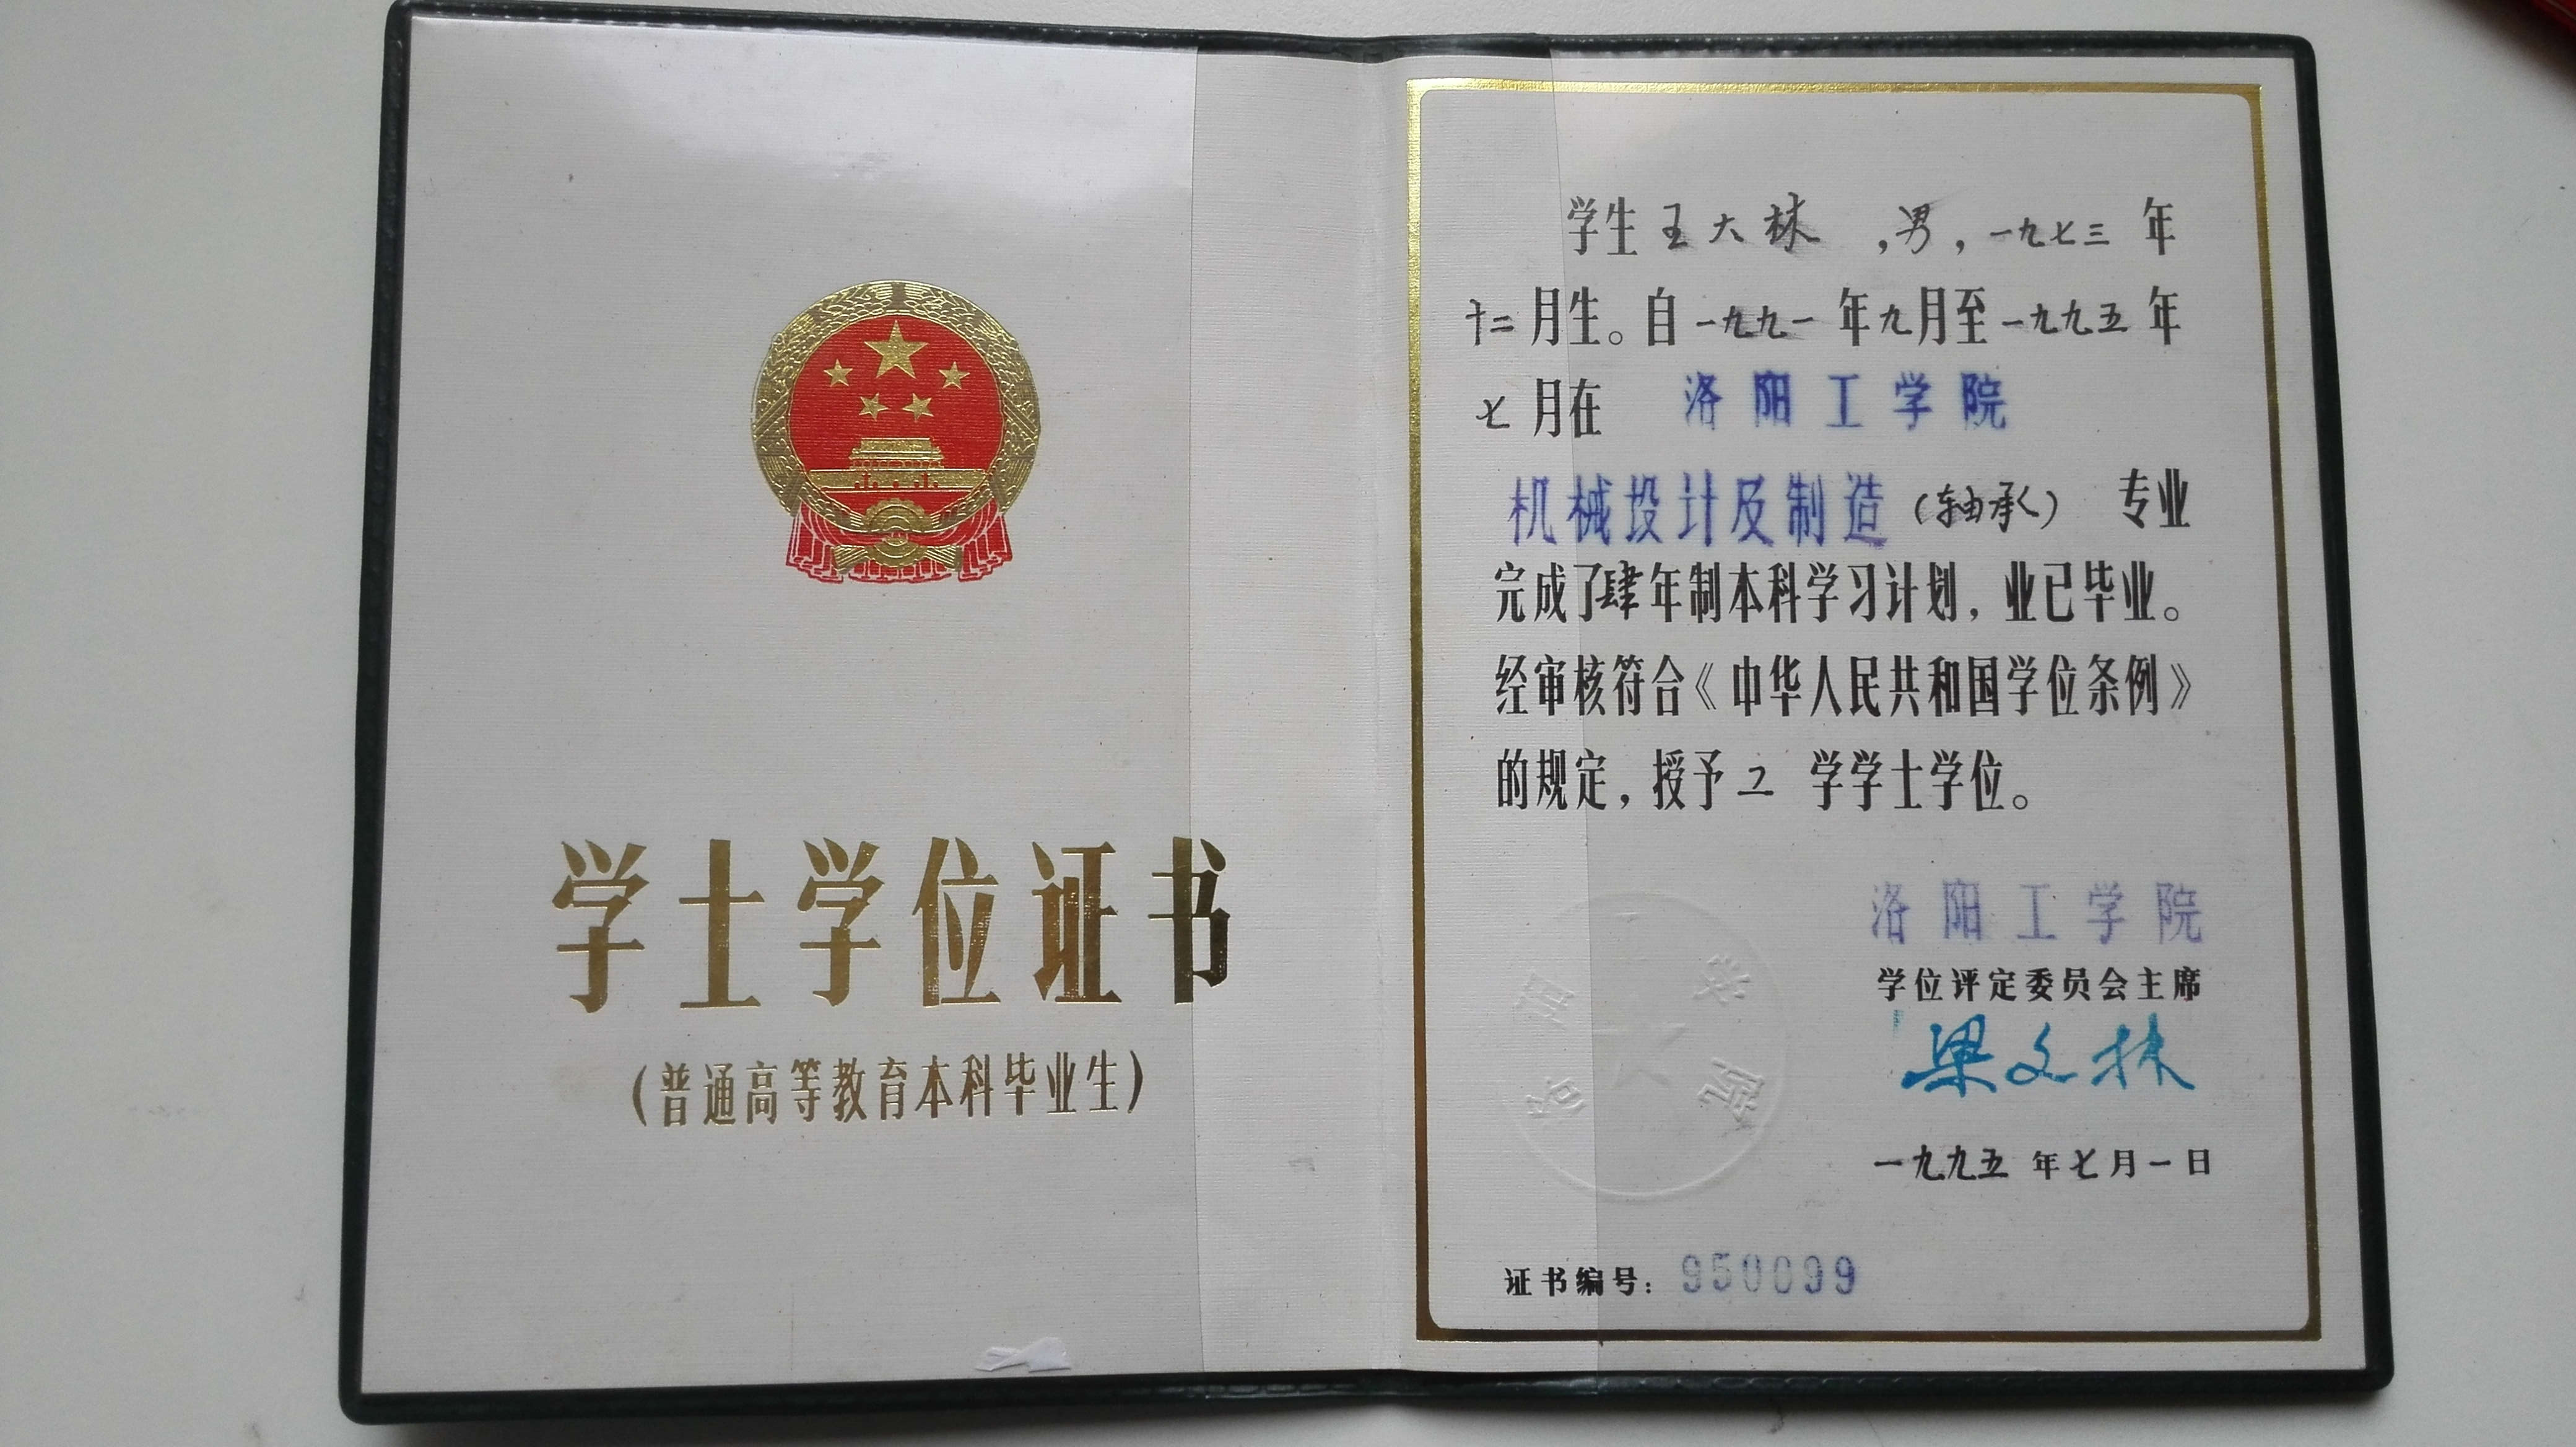 学士学位证书
(普通高等教育本科毕业生)
学生王大林,男,一九七三年
十二月生。自一九九一年九月至一九九五年
七月在 洛阳工学院
机械设计及制造(轴承) 专业
完成了肆年制本科学习计划,业已毕业。
经审核符合《中华人民共和国学位条例》
的规定,授予工学学士学位。
洛阳工学院
学位评定委员会主席
梁文林
一九九五年七月一日
证书编号:950099